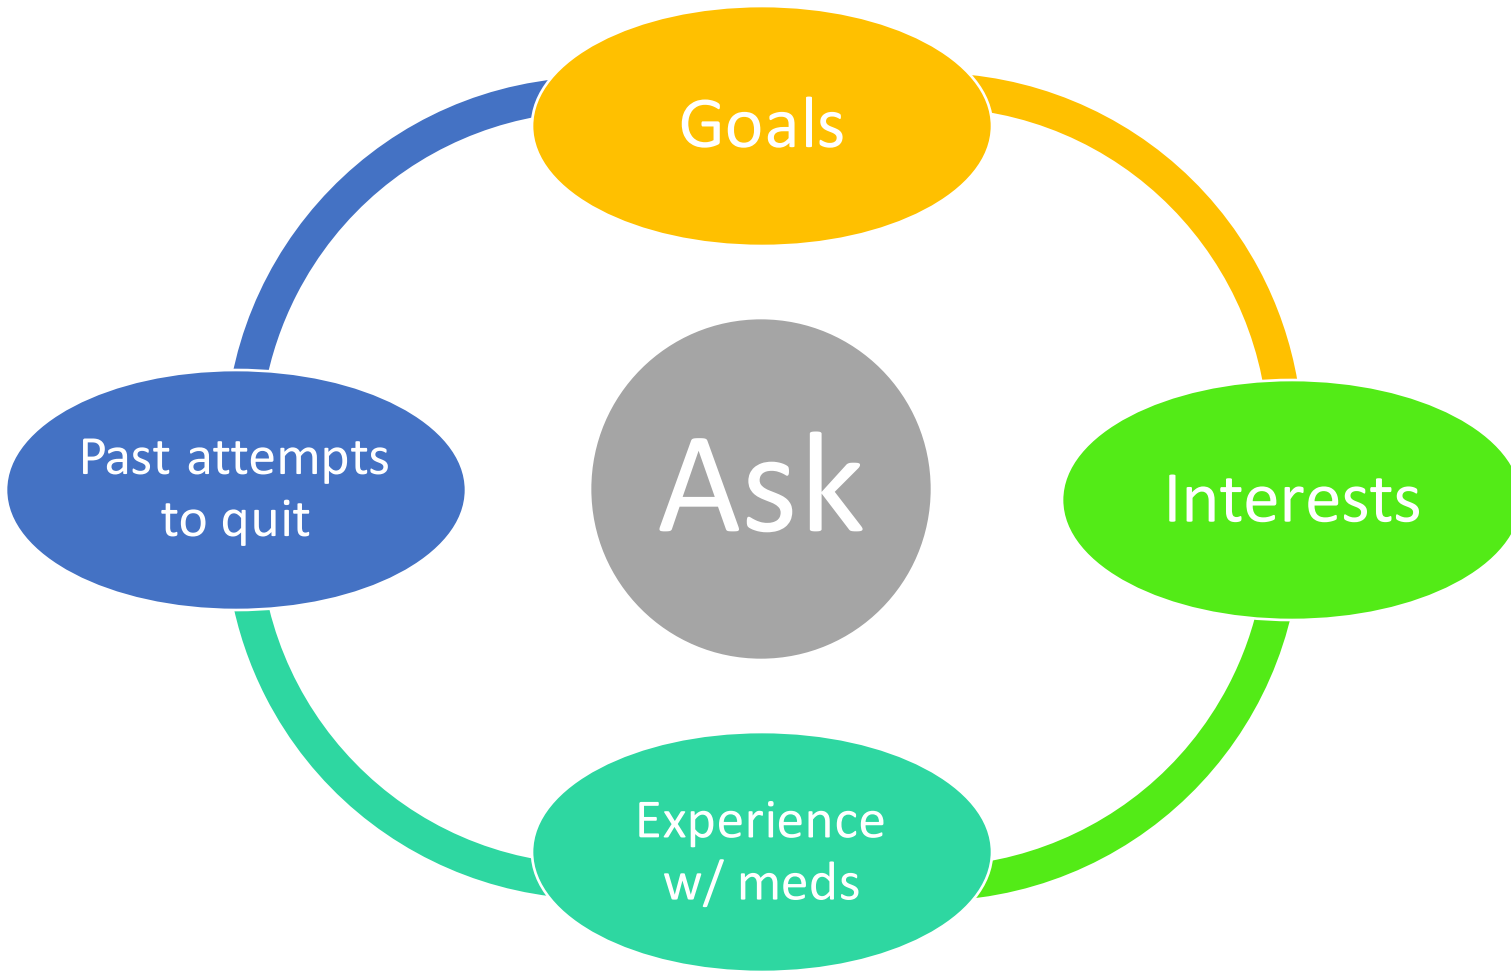 Goals
Ask
Past attempts
to quit
Interests
Experience
w/ meds